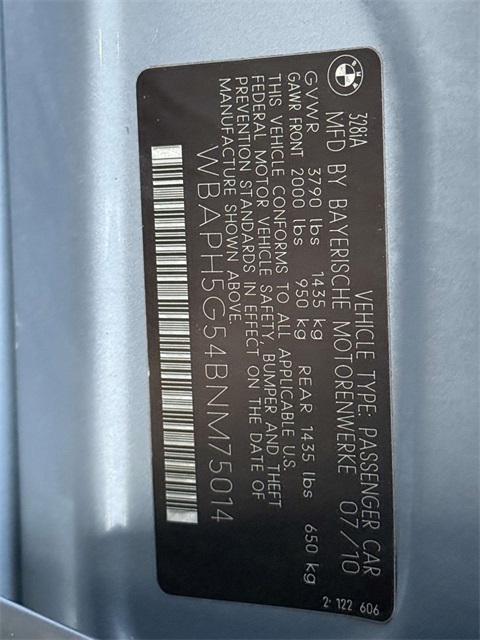 BMW
328iA VEHICLE TYPE: PASSENGER CAR
MFD BY BAYERISCHE MOTORENWERKE 07/10
GVWR 3790 lbs 1435 kg
GAWR FRONT 2000 lbs 950 kg REAR 1435 lbs 650 kg
THIS VEHICLE CONFORMS TO ALL APPLICABLE U.S.
FEDERAL MOTOR VEHICLE SAFETY, BUMPER AND THEFT
PREVENTION STANDARDS IN EFFECT ON THE DATE OF
MANUFACTURE SHOWN ABOVE.
WBAPH5G54BNM75014
2 122 606